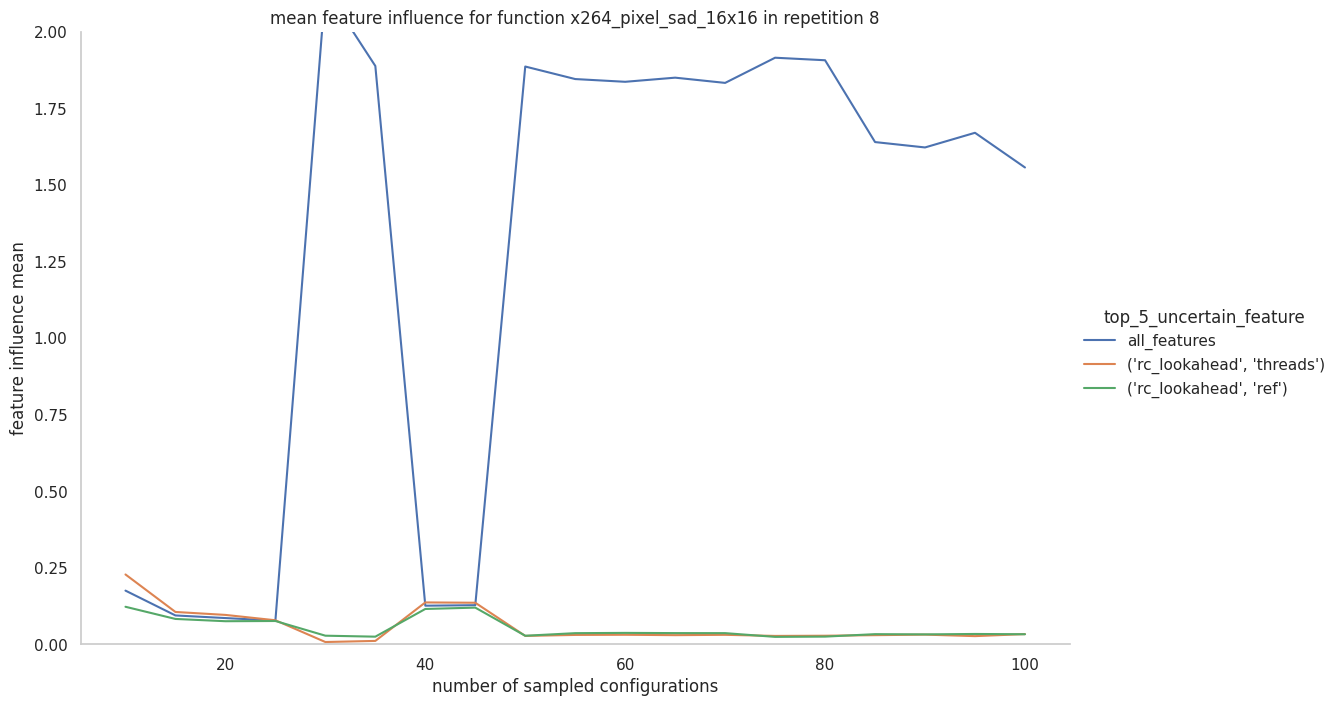 mean feature influence for function x264_pixel_sad_16x16 in repetition 8
2.00
1.75
1.50
1.25
1.00
0.75
0.50
0.25
0.00
feature influence mean
20
40
60
80
100
number of sampled configurations
top_5_uncertain_feature
all_features
('rc_lookahead', 'threads')
('rc_lookahead', 'ref')